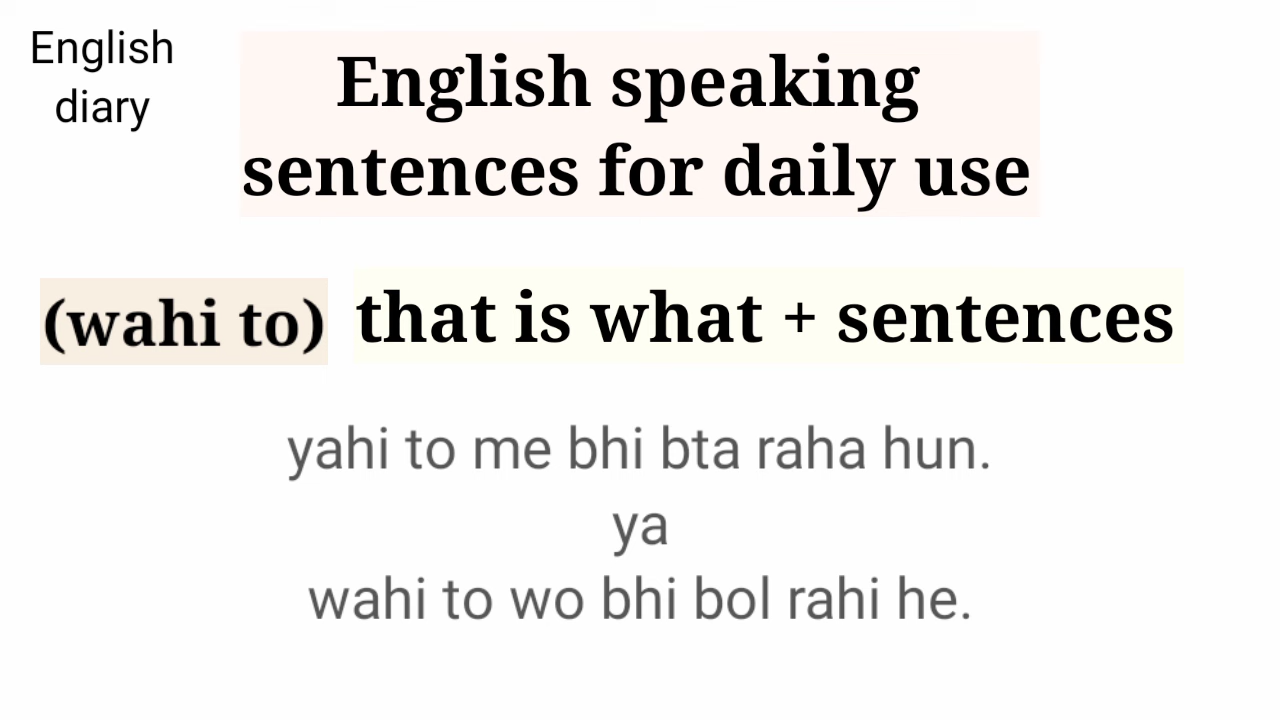 English
diary
English speaking
sentences for daily use
(wahi to) that is what + sentences
yahi to me bhi bta raha hun.
ya
wahi to wo bhi bol rahi he.